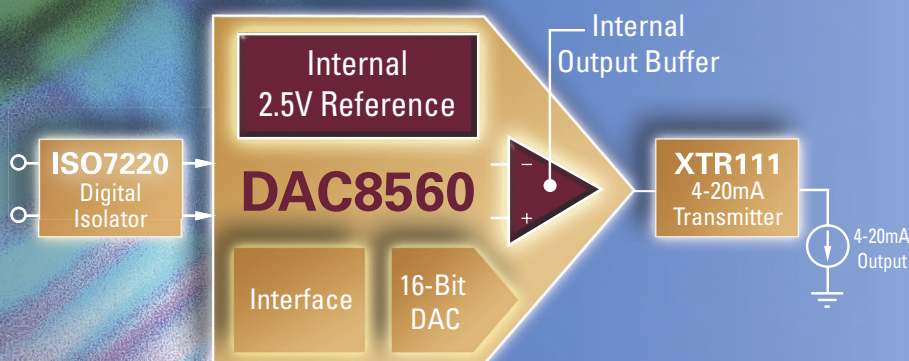 Internal
Output Buffer
Internal
2.5V Reference
ISO7220
Digital
Isolator
DAC8560
−
+
XTR111
4-20mA
Transmitter
4-20mA
Output
Interface
16-Bit
DAC